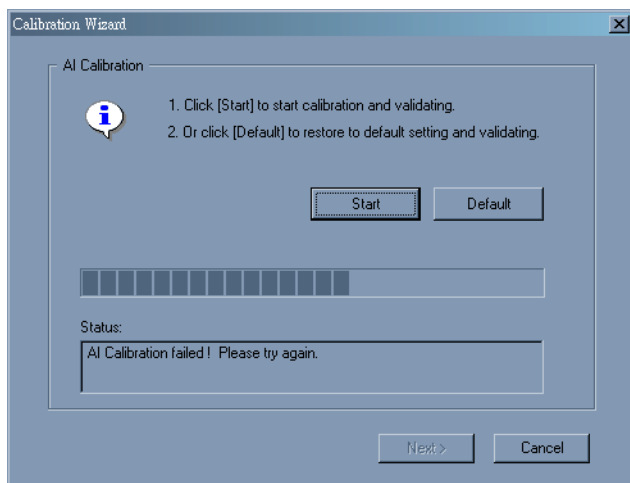 Calibration Wizard
AI Calibration
1. Click [Start] to start calibration and validating.
2. Or click [Default] to restore to default setting and validating.
Start
Default
Status:
AI Calibration failed !  Please try again.
Next >
Cancel